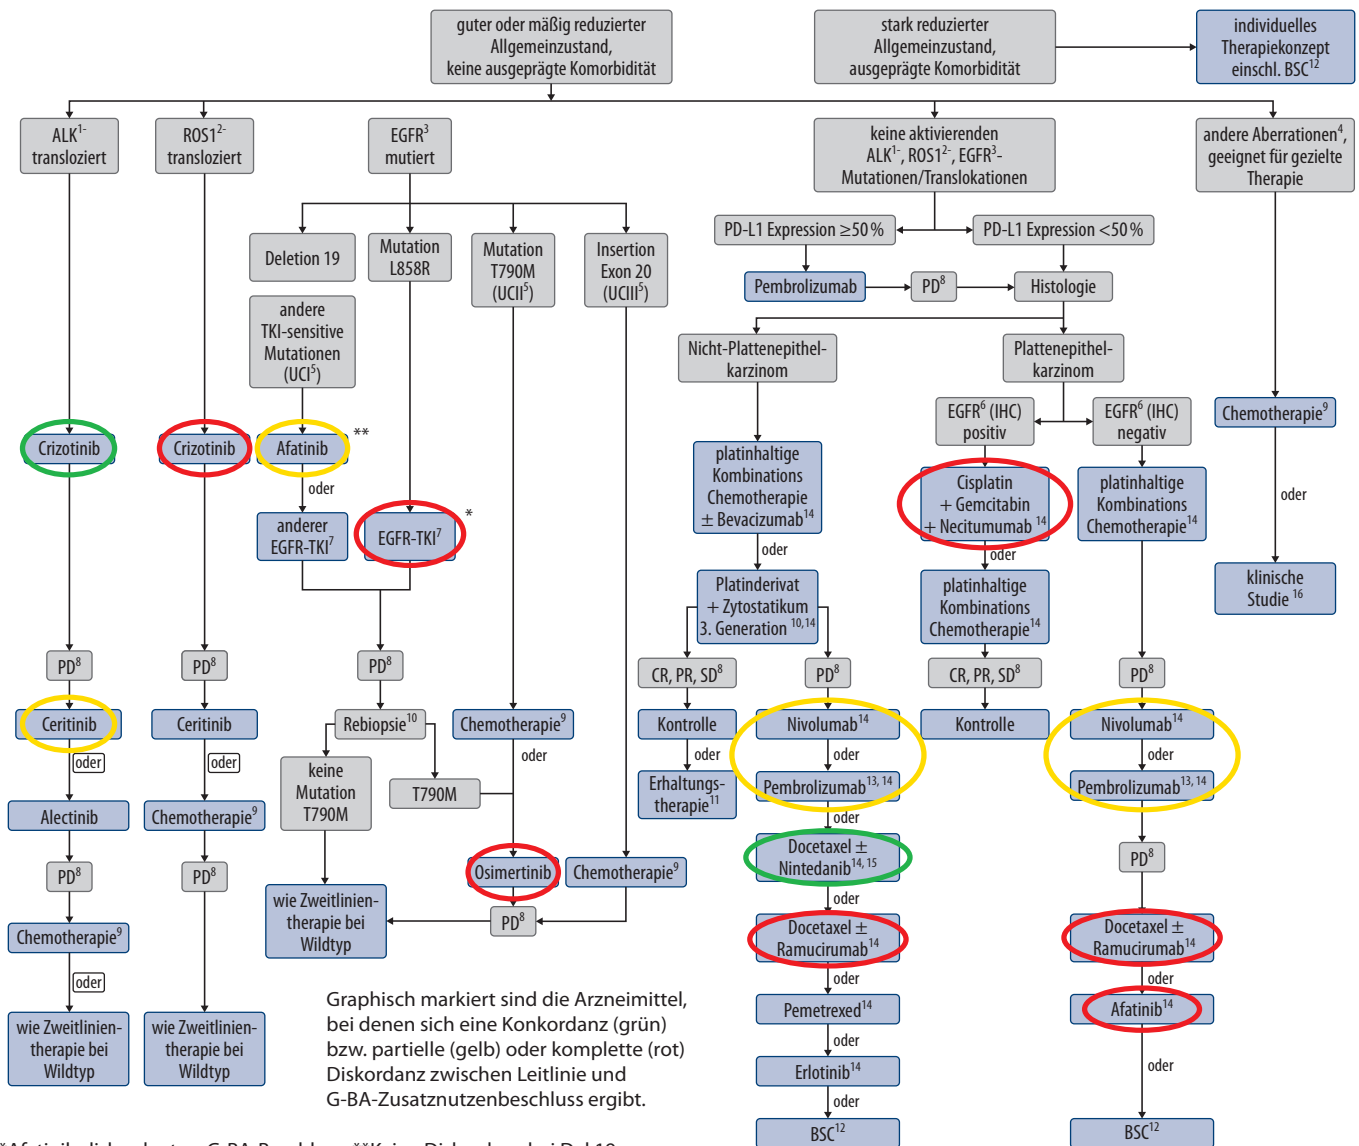 guter oder mäßig reduzierter
Allgemeinzustand,
keine ausgeprägte Komorbidität
stark reduzierter
Allgemeinzustand,
ausgeprägte Komorbidität
individuelles
Therapiekonzept
einschl. BSC12
ALK1-
transloziert
ROS12-
transloziert
EGFR3
mutiert
keine aktivierenden
ALK1-, ROS12-, EGFR3-
Mutationen/Translokationen
andere Aberrationen4,
geeignet für gezielte
Therapie
Deletion 19
Mutation
L858R
Mutation
T790M
(UCII5)
Insertion
Exon 20
(UCIII5)
PD-L1 Expression ≥50 %
PD-L1 Expression <50 %
Pembrolizumab
PD8
Histologie
andere
TKI-sensitive
Mutationen
(UCI5)
Nicht-Plattenepithel-
karzinom
Plattenepithel-
karzinom
EGFR6 (IHC)
positiv
EGFR6 (IHC)
negativ
Chemotherapie9
Crizotinib
Crizotinib
Afatinib
**
oder
anderer
EGFR-TKI7
EGFR-TKI7
*
platinhaltige
Kombinations
Chemotherapie
± Bevacizumab14
oder
Cisplatin
+ Gemcitabin
+ Necitumumab 14
oder
platinhaltige
Kombinations
Chemotherapie14
oder
klinische
Studie 16
Platinderivat
+ Zytostatikum
3. Generation 10,14
platinhaltige
Kombinations
Chemotherapie14
PD8
PD8
PD8
CR, PR, SD8
PD8
CR, PR, SD8
PD8
Ceritinib
Ceritinib
Rebiopsie10
Chemotherapie9
Kontrolle
Nivolumab14
Kontrolle
Nivolumab14
oder
oder
oder
oder
oder
oder
keine
Mutation
T790M
T790M
Erhaltungs-
therapie11
Pembrolizumab13, 14
Pembrolizumab13, 14
Alectinib
Chemotherapie9
oder
PD8
PD8
Osimertinib
Chemotherapie9
Docetaxel ±
Nintedanib14, 15
PD8
wie Zweitlinien-
therapie bei
Wildtyp
PD8
oder
Chemotherapie9
Docetaxel ±
Ramucirumab14
Docetaxel ±
Ramucirumab14
oder
oder
oder
wie Zweitlinien-
therapie bei
Wildtyp
wie Zweitlinien-
therapie bei
Wildtyp
Pemetrexed14
Afatinib14
oder
oder
Erlotinib14
oder
BSC12
BSC12
Graphisch markiert sind die Arzneimittel,
bei denen sich eine Konkordanz (grün)
bzw. partielle (gelb) oder komplette (rot)
Diskordanz zwischen Leitlinie und
G-BA-Zusatznutzenbeschluss ergibt.